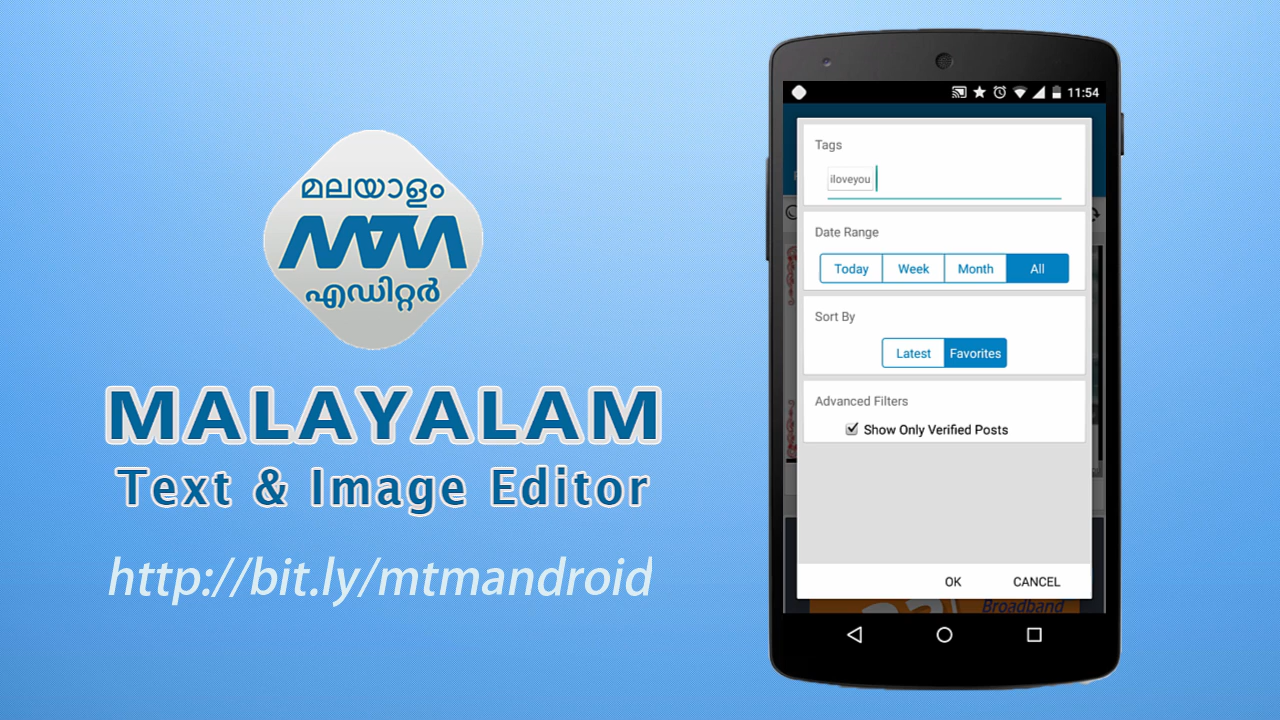 മലയാളം
MTM
എഡിറ്റർ
MALAYALAM
Text & Image Editor
http://bit.ly/mtmandroid
11:54
Tags
iloveyou
Date Range
Today Week Month All
Sort By
Latest Favorites
Advanced Filters
Show Only Verified Posts
OK CANCEL
Broadband